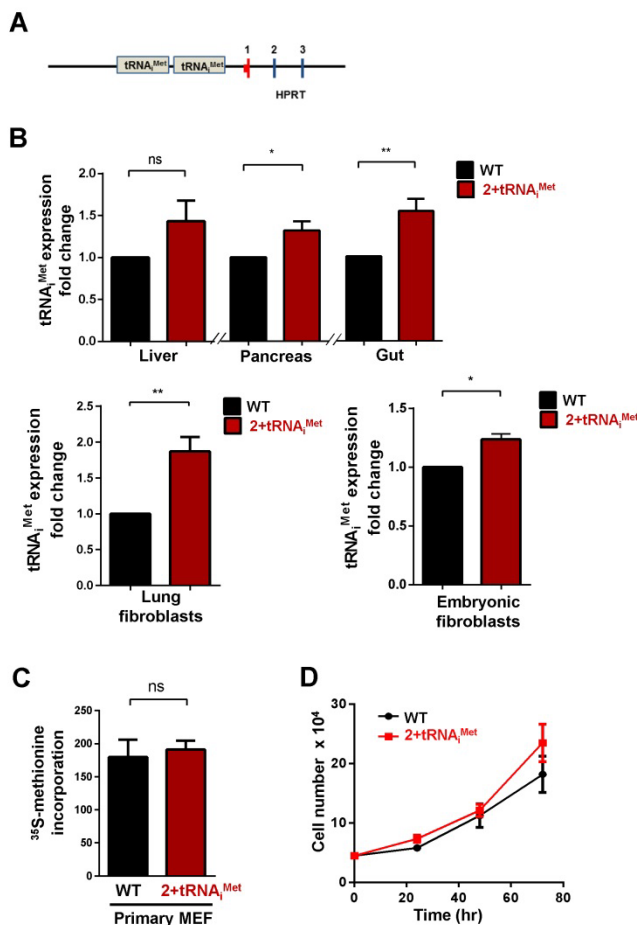 A
tRNAiMet tRNAiMet 1 2 3
HPRT
B
ns * **
WT
2+tRNAiMet
tRNAiMet expression
fold change
2.0
1.5
1.0
0.5
0.0
Liver Pancreas Gut
**
WT
2+tRNAiMet
tRNAiMet expression
fold change
2.5
2.0
1.5
1.0
0.5
0.0
Lung
fibroblasts
*
WT
2+tRNAiMet
tRNAiMet expression
fold change
1.5
1.0
0.5
0.0
Embryonic
fibroblasts
C
ns
35S-methionine
incorporation
250
200
150
100
50
0
WT 2+tRNAiMet
Primary MEF
D
WT
2+tRNAiMet
Cell number x 10⁴
30
20
10
0
0 20 40 60 80
Time (hr)